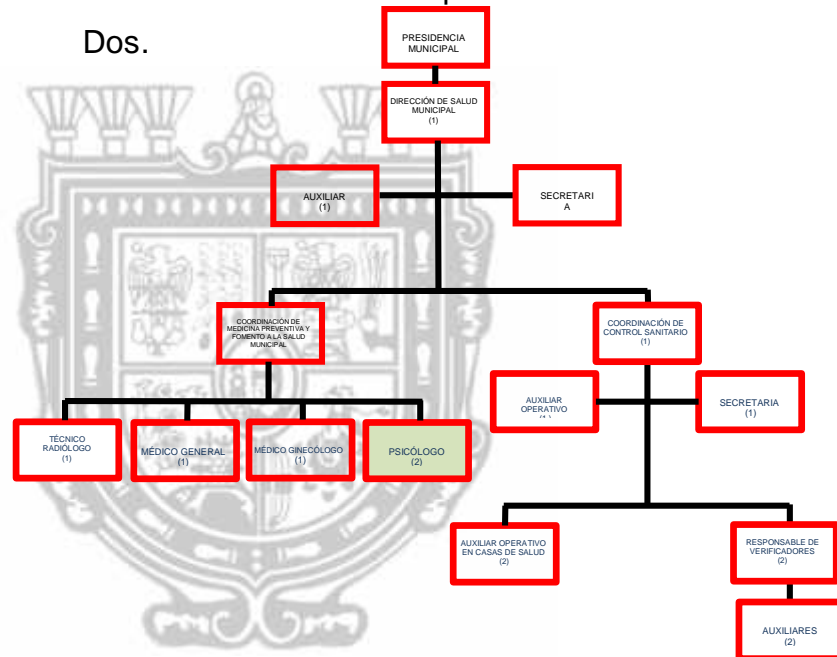 Dos.
PRESIDENCIA
MUNICIPAL
DIRECCIÓN DE SALUD
MUNICIPAL
(1)
AUXILIAR
(1)
SECRETARI
A
COORDINACIÓN DE
MEDICINA PREVENTIVA Y
FOMENTO A LA SALUD
MUNICIPAL
COORDINACIÓN DE
CONTROL SANITARIO
(1)
AUXILIAR
OPERATIVO
(1)
SECRETARIA
(1)
TÉCNICO
RADIÓLOGO
(1)
MÉDICO GENERAL
(1)
MÉDICO GINECÓLOGO
(1)
PSICÓLOGO
(2)
AUXILIAR OPERATIVO
EN CASAS DE SALUD
(2)
RESPONSABLE DE
VERIFICADORES
(2)
AUXILIARES
(2)